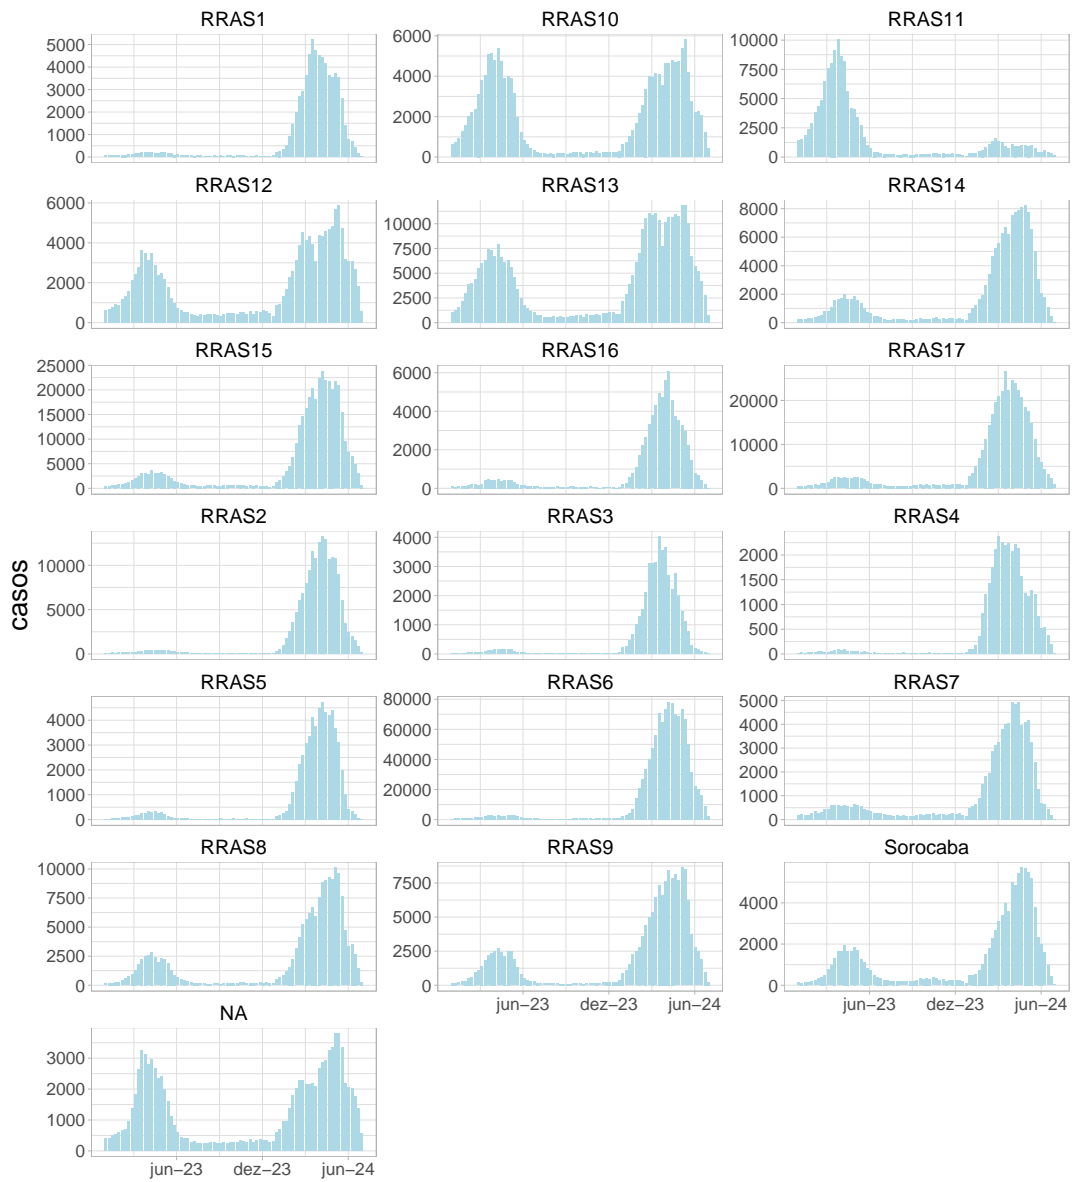 RRAS1 RRAS10 RRAS11
5000 6000 10000
4000 7500
3000 4000 5000
2000 2000 2500
1000
0 0 0
RRAS12 RRAS13 RRAS14
6000 10000 8000
4000 7500 6000
2000 5000 4000
2500 2000
0 0 0
RRAS15 RRAS16 RRAS17
25000 6000 20000
20000 4000
15000 10000
10000 2000
5000
0 0 0
RRAS2 RRAS3 RRAS4
10000 4000 2000
3000 1500
5000 2000 1000
1000 500
0 0 0
casos
RRAS5 RRAS6 RRAS7
4000 80000 5000
3000 60000 4000
2000 40000 3000
1000 20000 2000
1000
0 0 0
RRAS8 RRAS9 Sorocaba
10000 7500 4000
7500 5000
5000 2500 2000
2500
0 0 0
jun−23 dez−23 jun−24 jun−23 dez−23 jun−24
NA
3000
2000
1000
0
jun−23 dez−23 jun−24